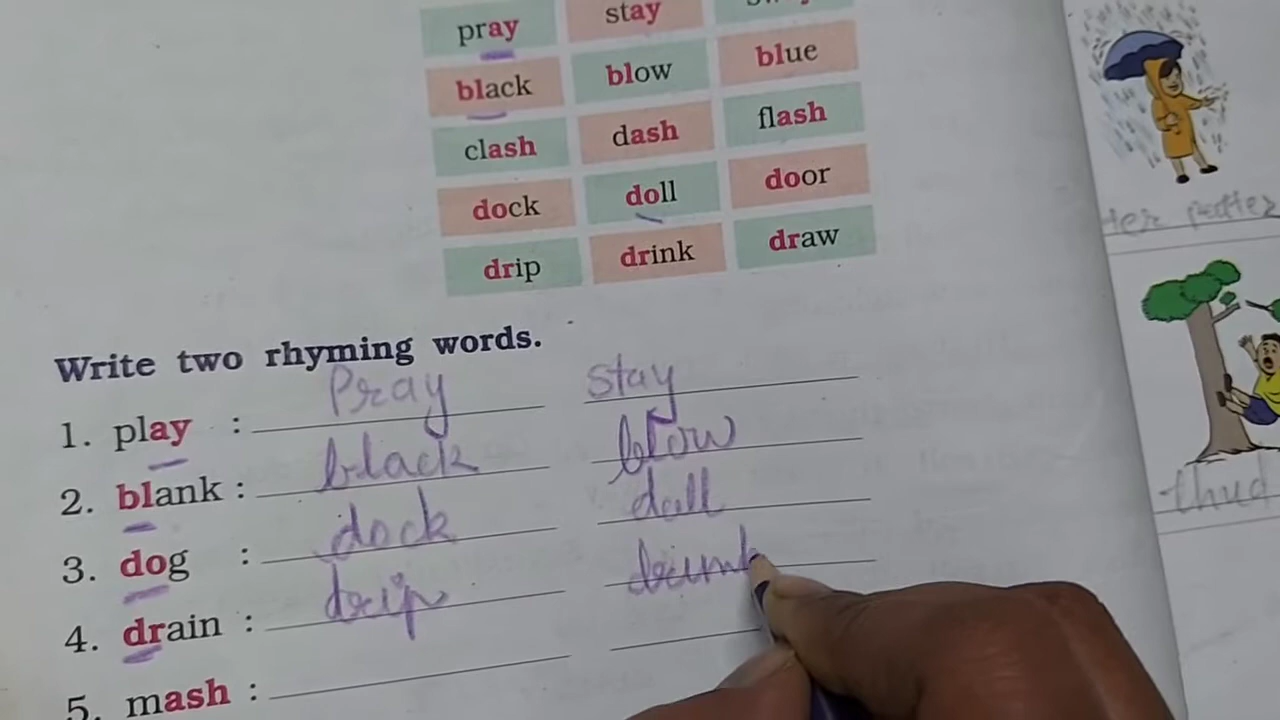 pray stay
black blow blue
clash dash flash
dock doll door
drip drink draw
Write two rhyming words.
1. play : Pray stay
2. blank : black blow
3. dog : dock doll
4. drain : drip
5. mash :
thud